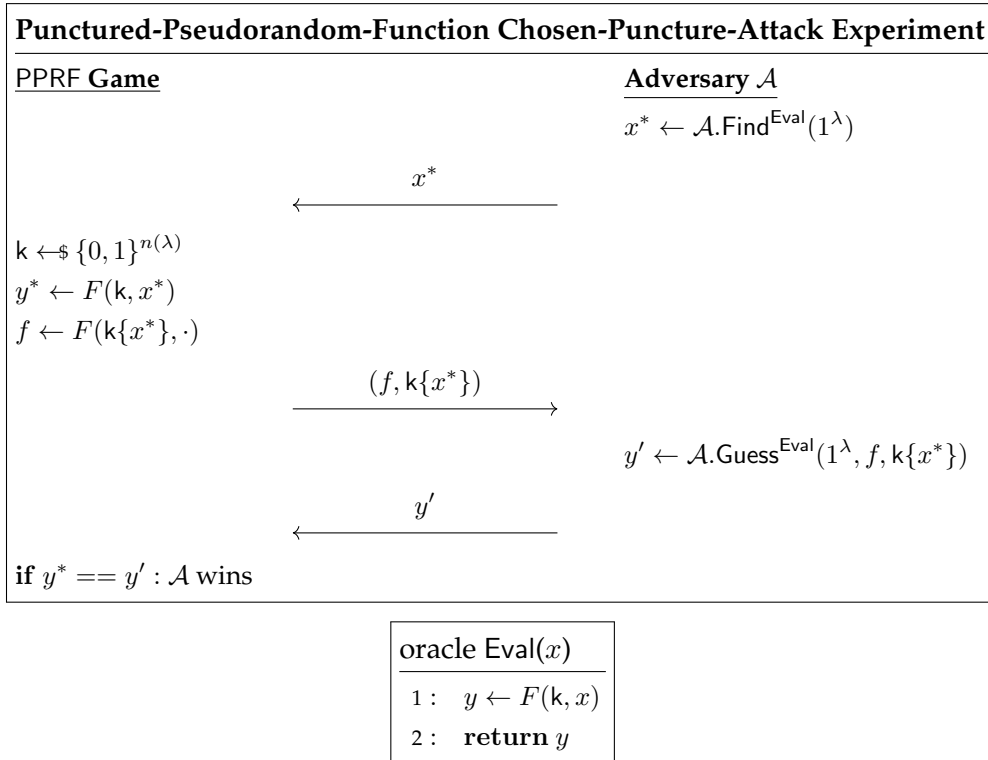 Punctured-Pseudorandom-Function Chosen-Puncture-Attack Experiment
PPRF Game Adversary 𝒜
x* ← 𝒜.Find^Eval(1^λ)
x*
k ←$ {0, 1}^n(λ)
y* ← F(k, x*)
f ← F(k{x*}, ·)
(f, k{x*})
y′ ← 𝒜.Guess^Eval(1^λ, f, k{x*})
y′
if y* == y′ : 𝒜 wins
oracle Eval(x)
1 : y ← F(k, x)
2 : return y